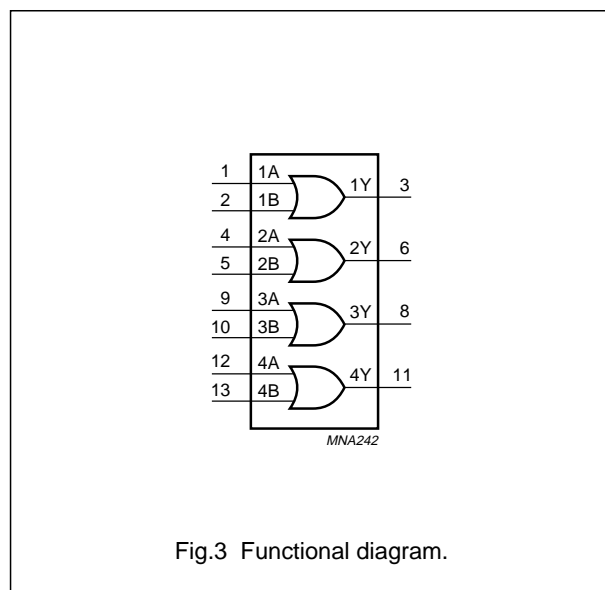 1 1A 1Y 3
2 1B
4 2A 2Y 6
5 2B
9 3A 3Y 8
10 3B
12 4A 4Y 11
13 4B
MNA242
Fig.3 Functional diagram.